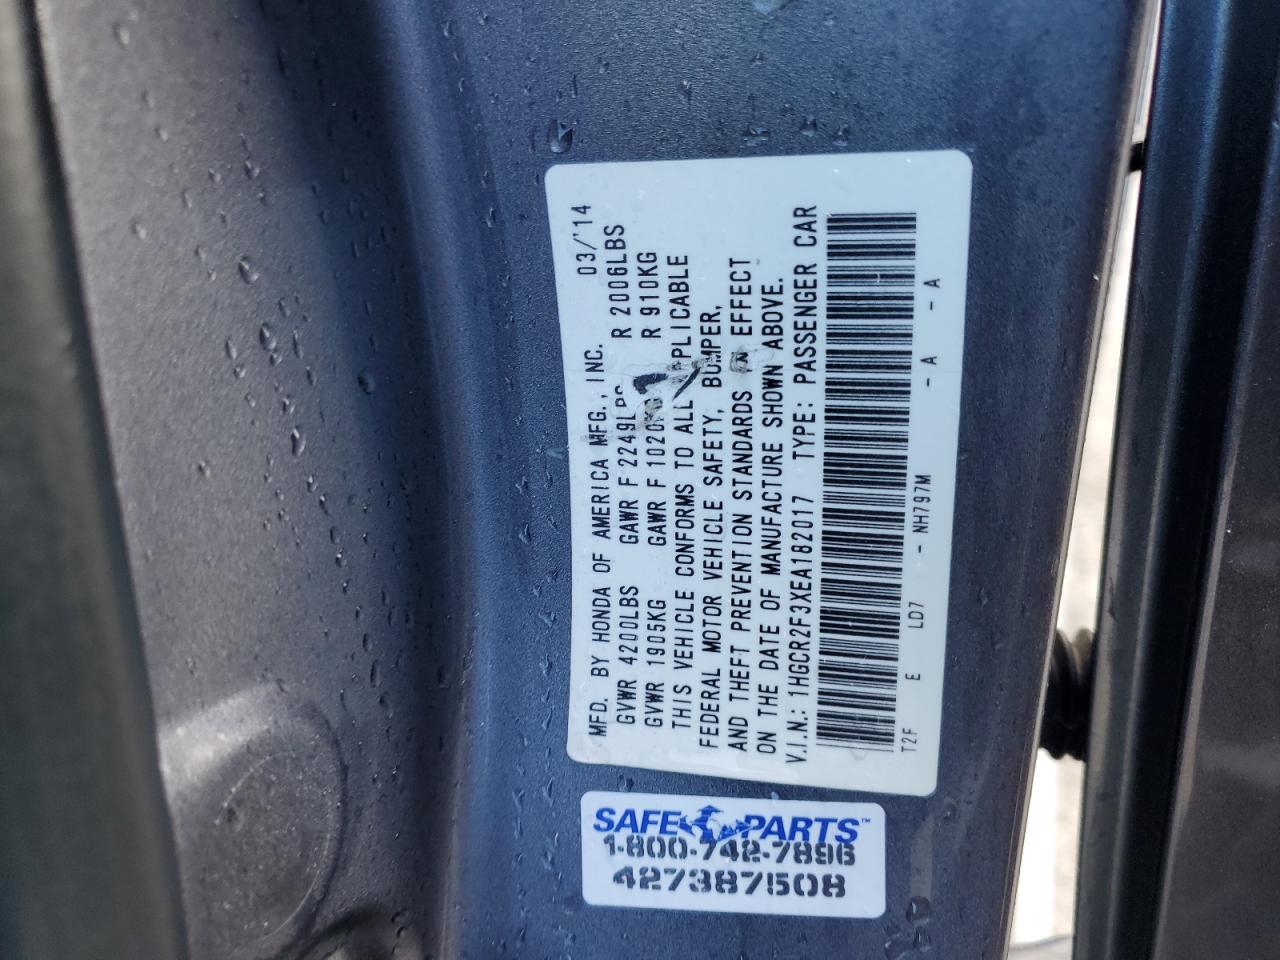 MFD. BY HONDA OF AMERICA MFG., INC. 03/'14
GVWR 4200LBS GAWR F 2249LBS R 2006LBS
GVWR 1905KG GAWR F 1020KG R 910KG
THIS VEHICLE CONFORMS TO ALL APPLICABLE
FEDERAL MOTOR VEHICLE SAFETY, BUMPER,
AND THEFT PREVENTION STANDARDS IN EFFECT
ON THE DATE OF MANUFACTURE SHOWN ABOVE.
V.I.N.: 1HGCR2F3XEA182017 TYPE: PASSENGER CAR
T2F E LD7 - NH797M - A - A
SAFE PARTS™
1-800-742-7896
427387508